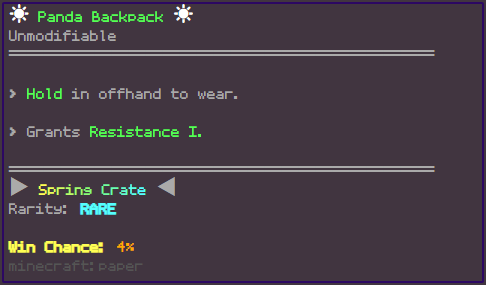 ☀ Panda Backpack ☀
Unmodifiable
> Hold in offhand to wear.
> Grants Resistance I.
▶ Spring Crate ◀
Rarity: RARE
Win Chance: 4%
minecraft:paper